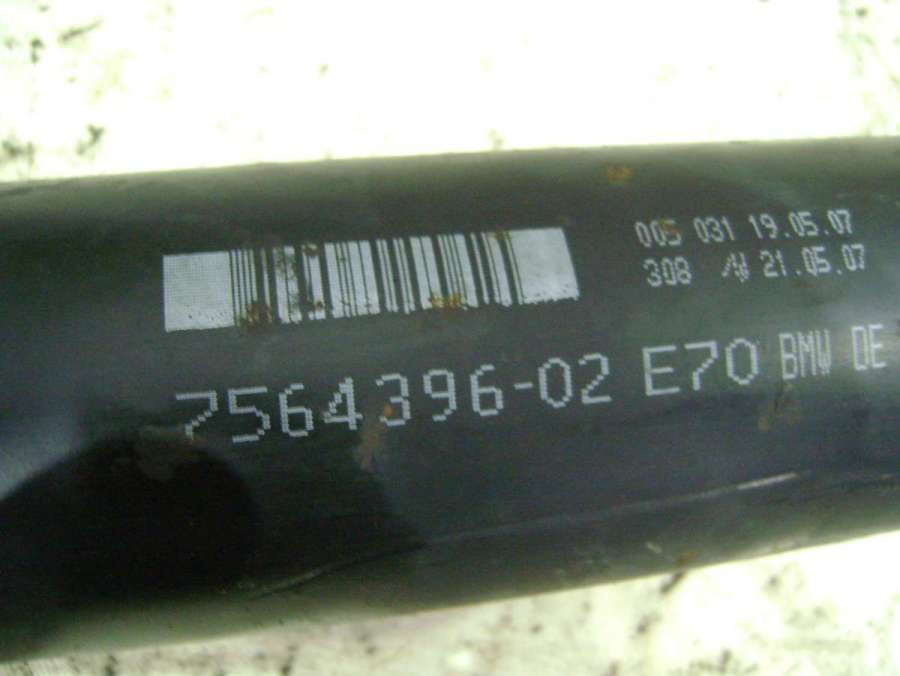 005 031 19.05.07
308 /W 21.05.07
7564396-02 E70 BMW DE